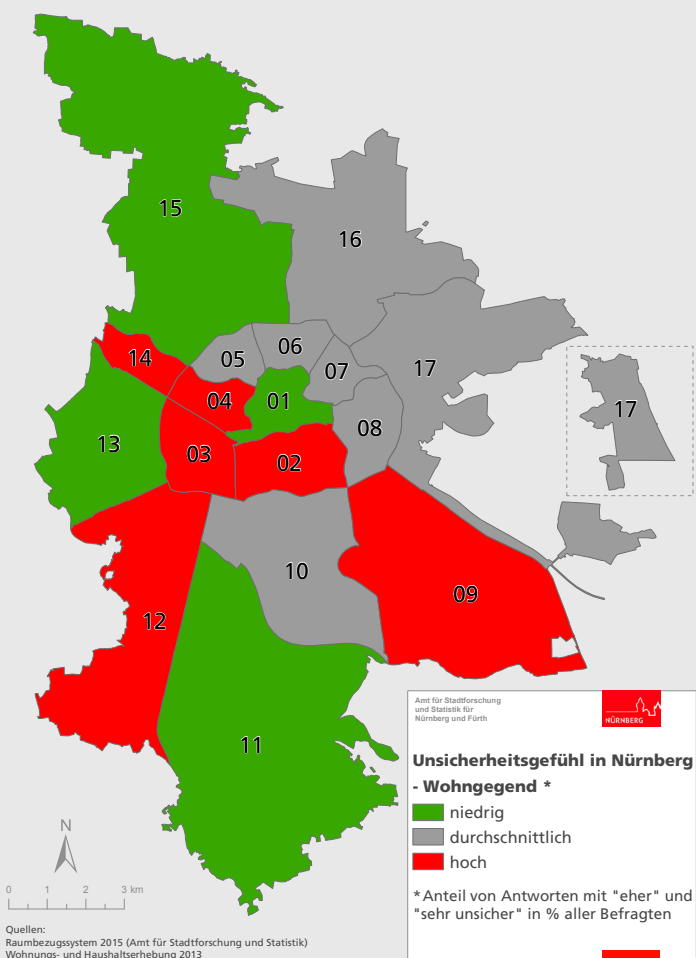 15
16
14
05
06
07
17
04
01
17
13
03
02
08
10
09
12
11
N
0 1 2 3 km
Quellen:
Raumbezugssystem 2015 (Amt für Stadtforschung und Statistik)
Wohnungs- und Haushaltserhebung 2013
Amt für Stadtforschung
und Statistik für
Nürnberg und Fürth
NÜRNBERG
Unsicherheitsgefühl in Nürnberg
- Wohngegend *
niedrig
durchschnittlich
hoch
*Anteil von Antworten mit "eher" und
"sehr unsicher" in % aller Befragten